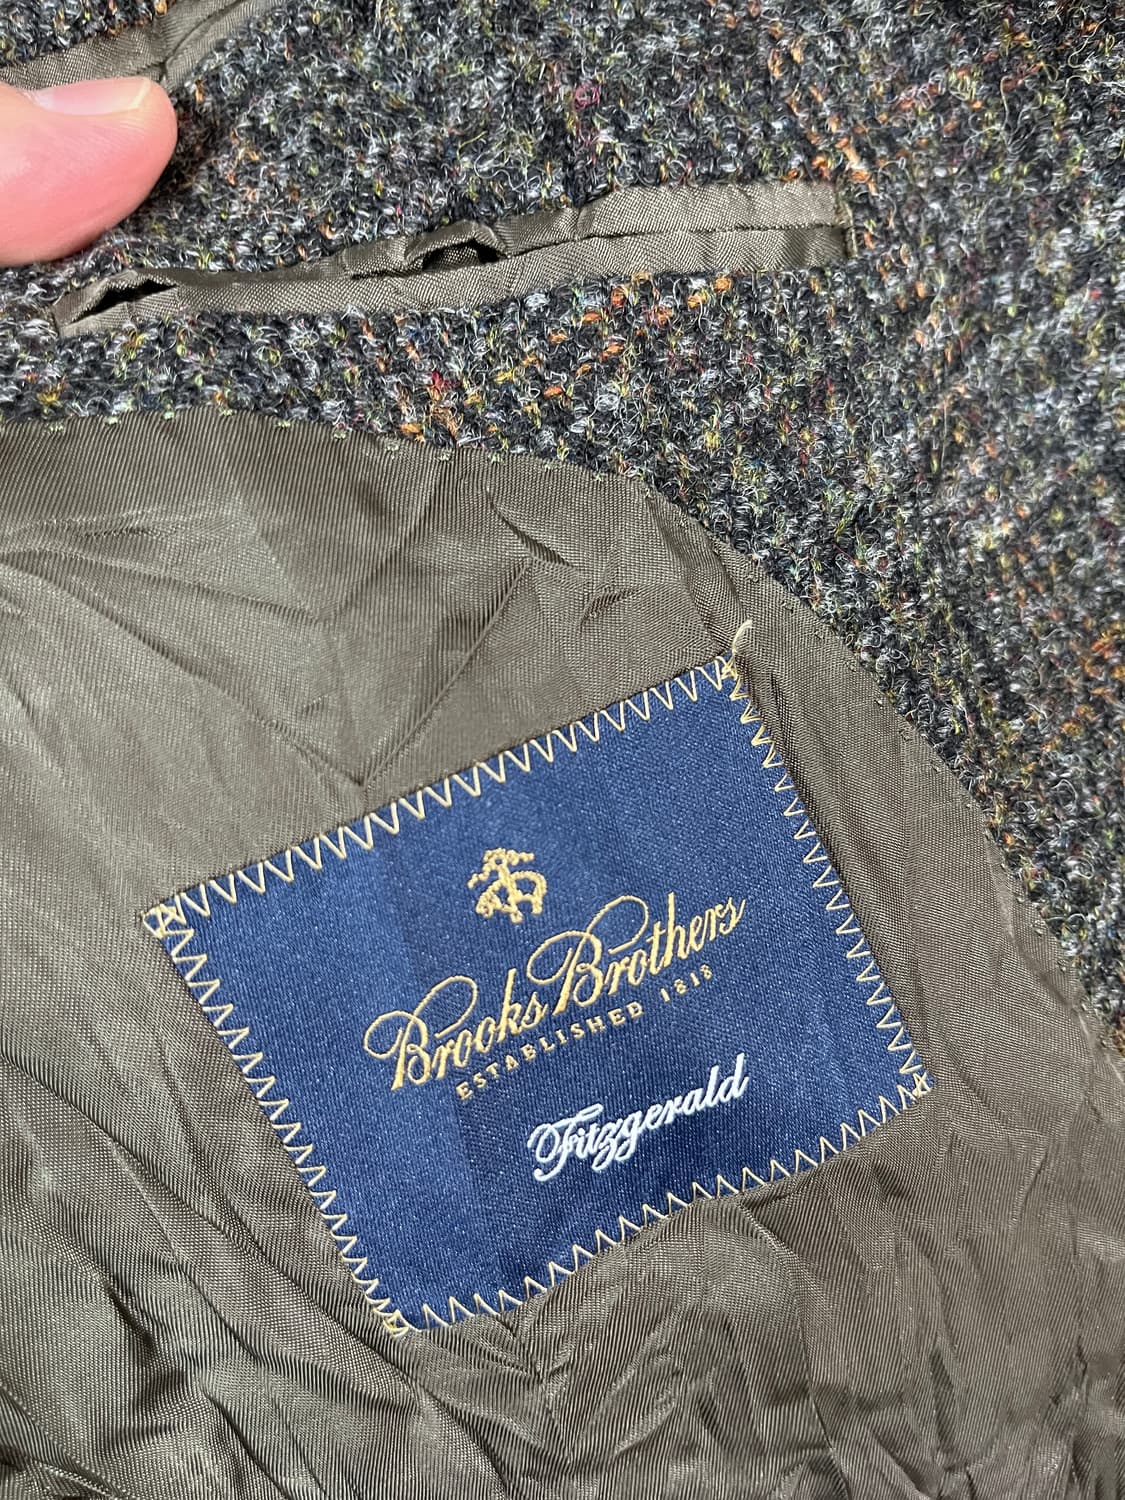 Brooks Brothers
ESTABLISHED 1818
Fitzgerald